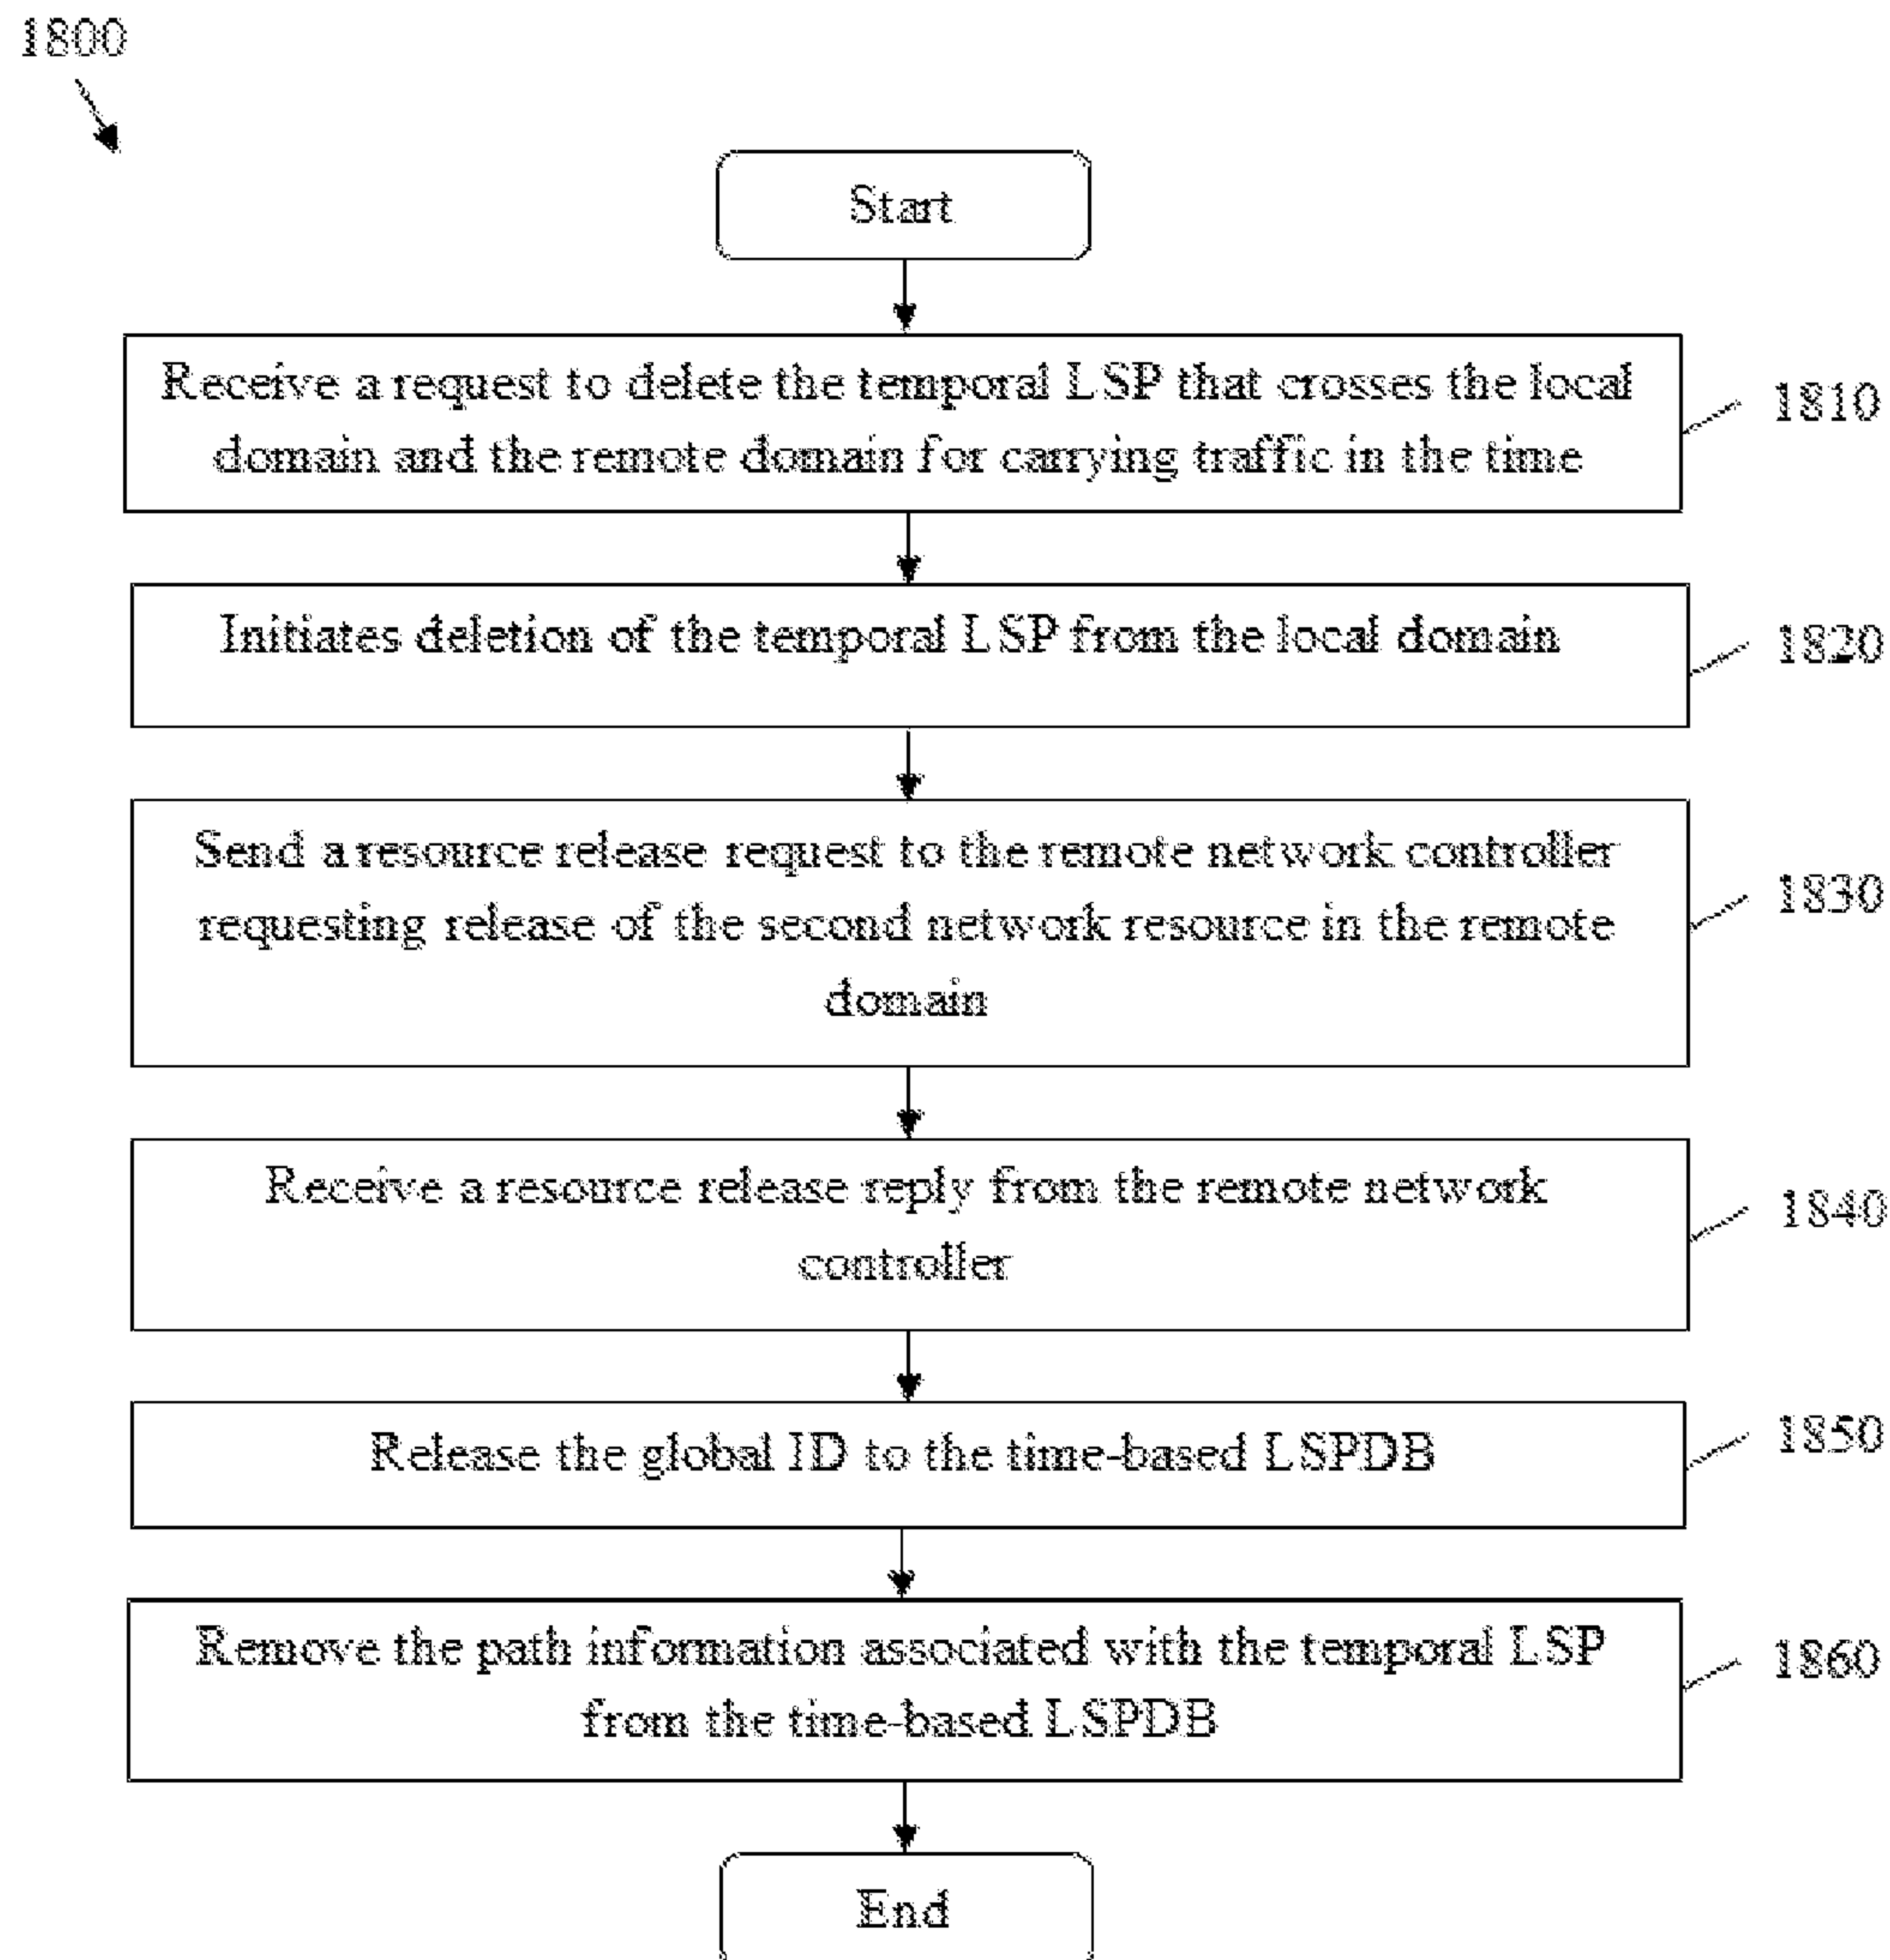 1800
Start
Receive a request to delete the temporal LSP that crosses the local
domain and the remote domain for carrying traffic in the time
1810
Initiates deletion of the temporal LSP from the local domain
1820
Send a resource release request to the remote network controller
requesting release of the second network resource in the remote
domain
1830
Receive a resource release reply from the remote network
controller
1840
Release the global ID to the time-based LSPDB
1850
Remove the path information associated with the temporal LSP
from the time-based LSPDB
1860
End